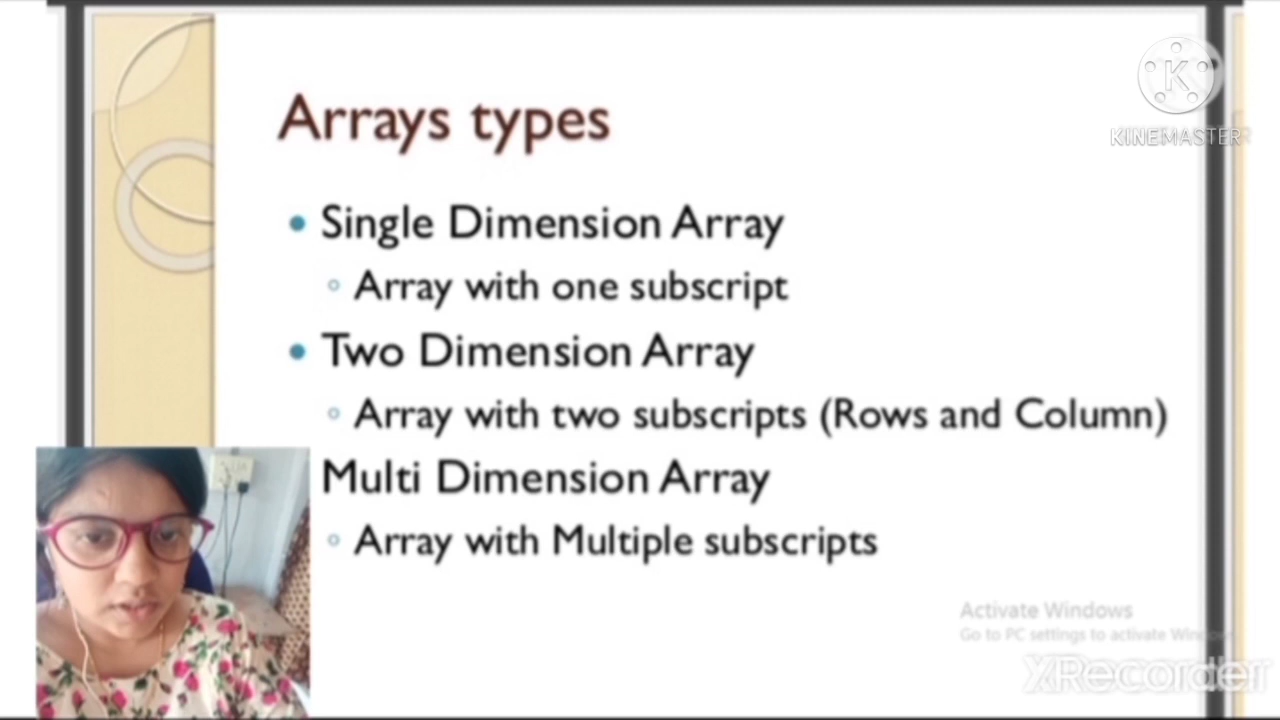 Arrays types
Single Dimension Array
Array with one subscript
Two Dimension Array
Array with two subscripts (Rows and Column)
Multi Dimension Array
Array with Multiple subscripts
K
KINEMASTER
Activate Windows
Go to PC settings to activate Windows
XRecorder